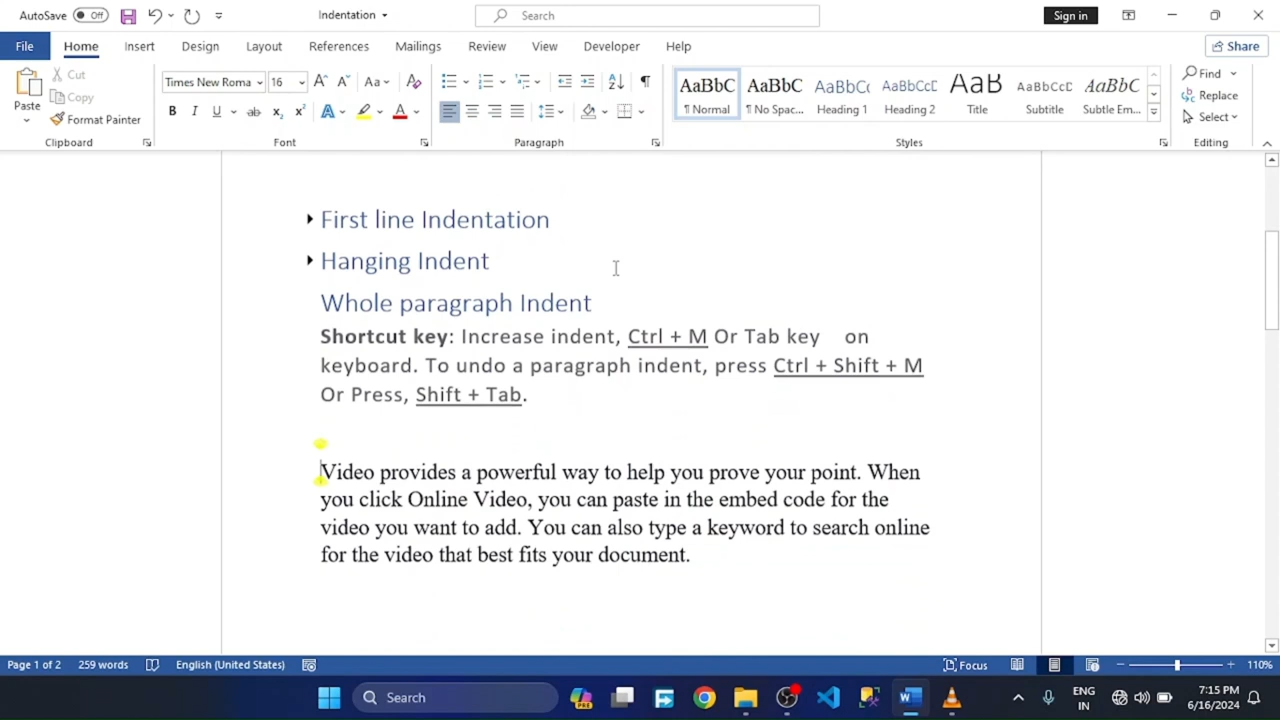 AutoSave Off Indentation Search Sign in
File Home Insert Design Layout References Mailings Review View Developer Help Share
Paste Cut Copy Format Painter
Times New Roma 16 Aa
B I U ab x₂ x² A A
Clipboard Font Paragraph Styles Editing
AaBbC AaBbC AaBbC AaBbCcC AaB AaBbCcD AaBbC
¶ Normal ¶ No Spac... Heading 1 Heading 2 Title Subtitle Subtle Em...
Find
Replace
Select
First line Indentation
Hanging Indent
Whole paragraph Indent
Shortcut key: Increase indent, Ctrl + M Or Tab key on
keyboard. To undo a paragraph indent, press Ctrl + Shift + M
Or Press, Shift + Tab.
Video provides a powerful way to help you prove your point. When
you click Online Video, you can paste in the embed code for the
video you want to add. You can also type a keyword to search online
for the video that best fits your document.
Page 1 of 2 259 words English (United States) Focus 110%
Search PRE ENG IN 7:15 PM 6/16/2024